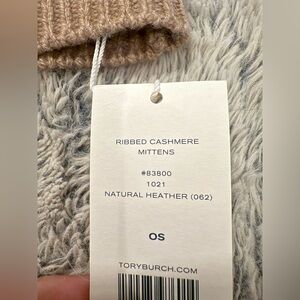 RIBBED CASHMERE
MITTENS
#83800
1021
NATURAL HEATHER (062)
OS
TORYBURCH.COM